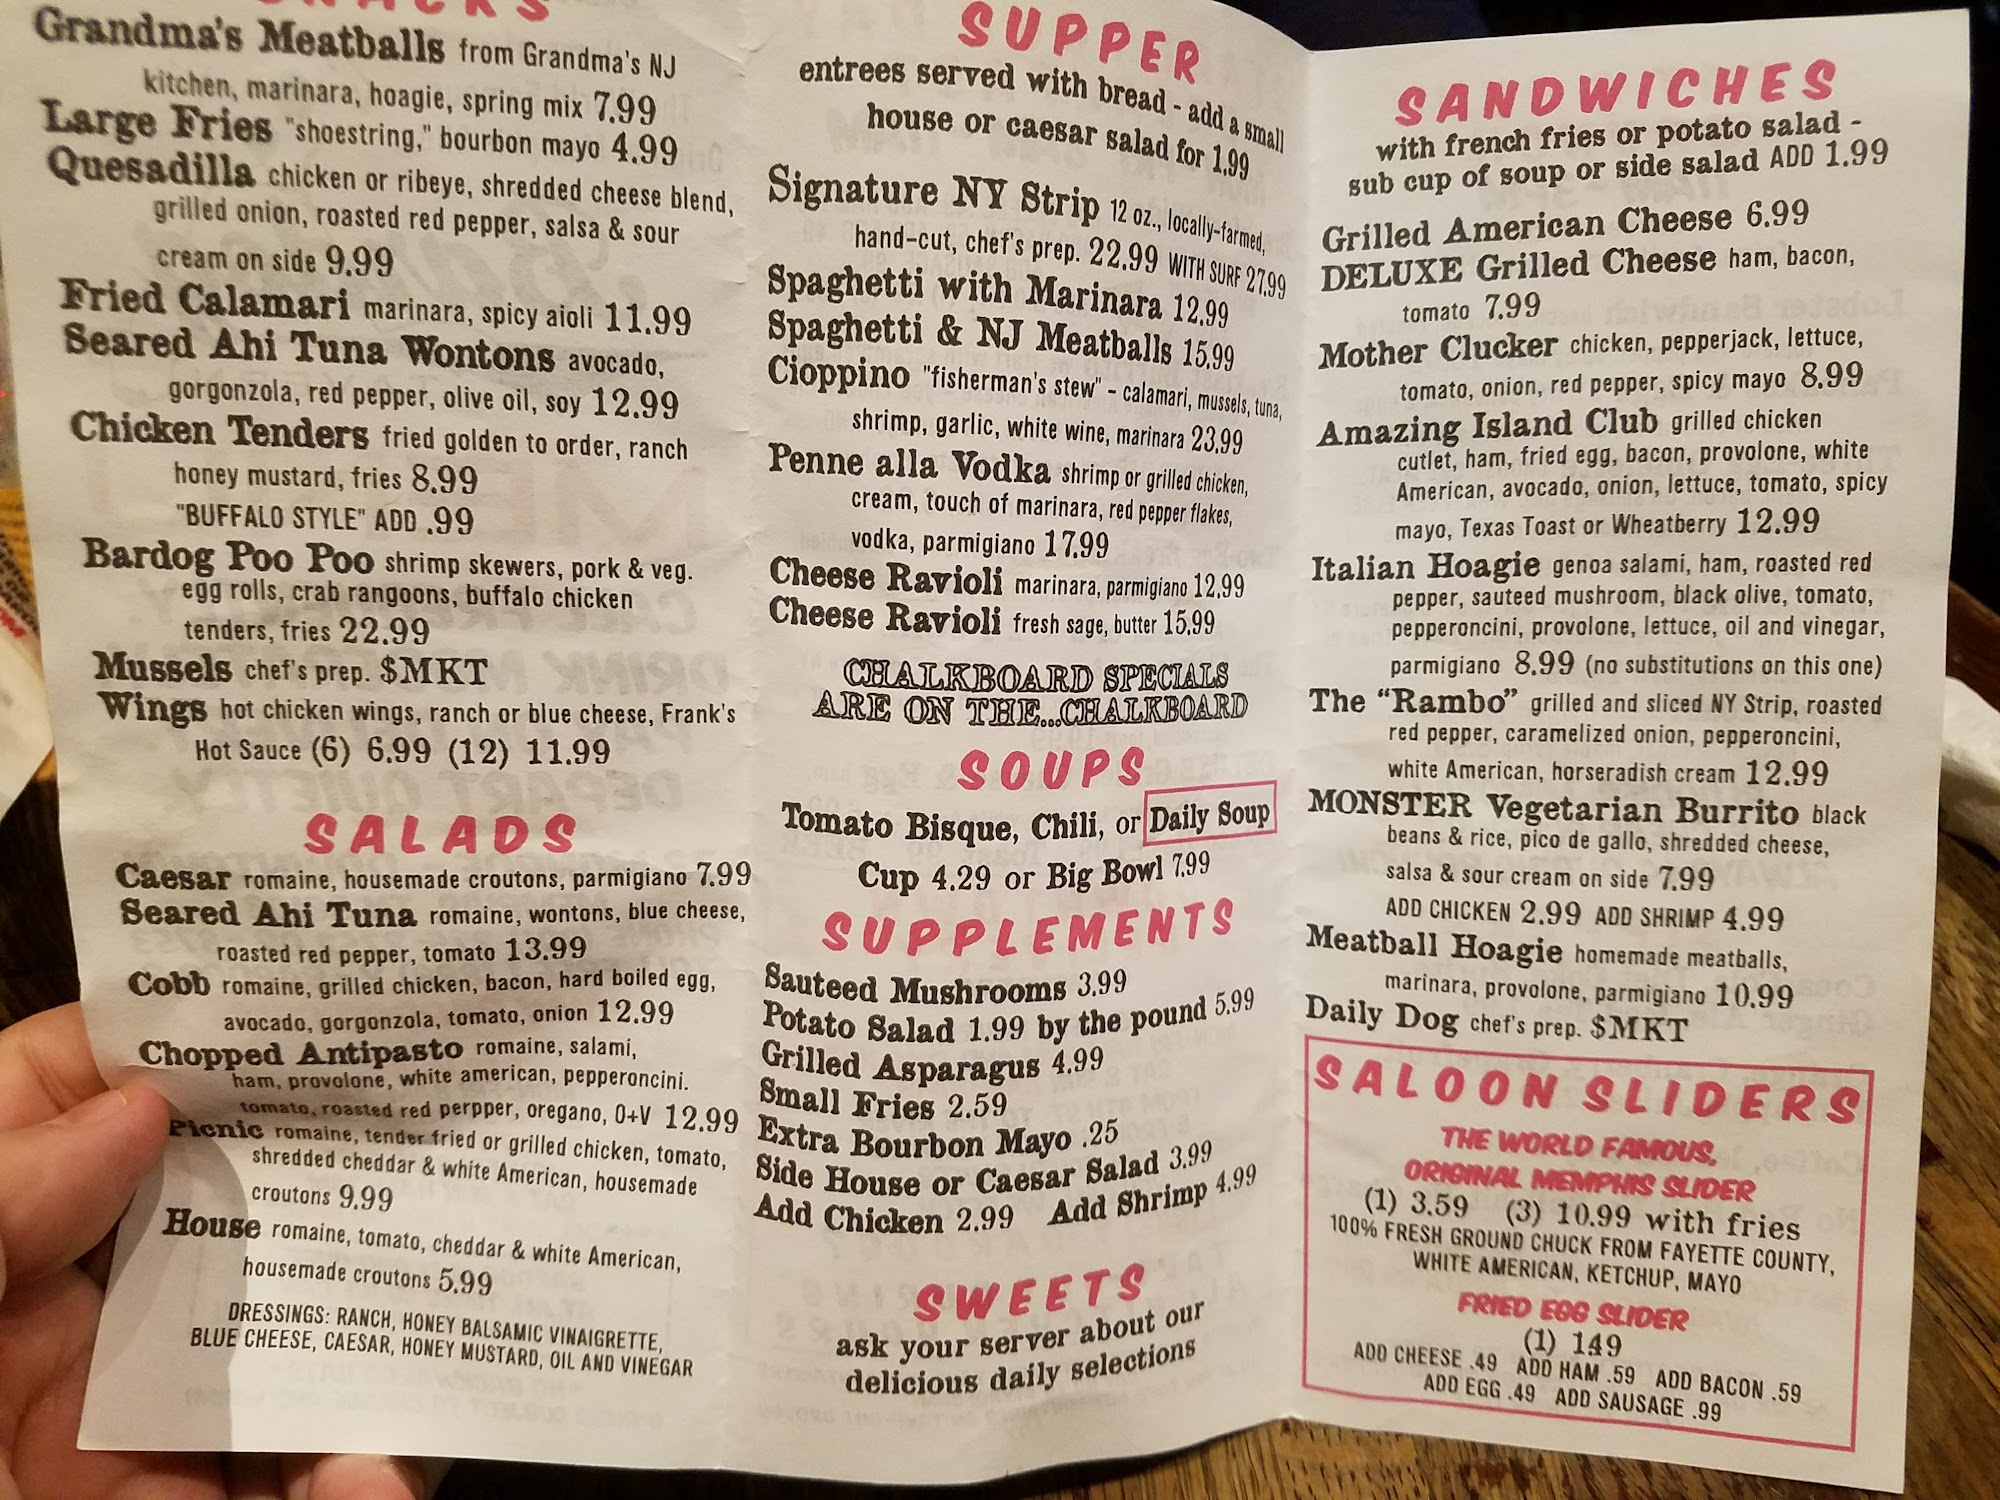 SNACKS
Grandma's Meatballs from Grandma's NJ
kitchen, marinara, hoagie, spring mix 7.99
Large Fries "shoestring," bourbon mayo 4.99
Quesadilla chicken or ribeye, shredded cheese blend,
grilled onion, roasted red pepper, salsa & sour
cream on side 9.99
Fried Calamari marinara, spicy aioli 11.99
Seared Ahi Tuna Wontons avocado,
gorgonzola, red pepper, olive oil, soy 12.99
Chicken Tenders fried golden to order, ranch
honey mustard, fries 8.99
"BUFFALO STYLE" ADD .99
Bardog Poo Poo shrimp skewers, pork & veg.
egg rolls, crab rangoons, buffalo chicken
tenders, fries 22.99
Mussels chef's prep. $MKT
Wings hot chicken wings, ranch or blue cheese, Frank's
Hot Sauce (6) 6.99 (12) 11.99
SALADS
Caesar romaine, housemade croutons, parmigiano 7.99
Seared Ahi Tuna romaine, wontons, blue cheese,
roasted red pepper, tomato 13.99
Cobb romaine, grilled chicken, bacon, hard boiled egg,
avocado, gorgonzola, tomato, onion 12.99
Chopped Antipasto romaine, salami,
ham, provolone, white american, pepperoncini.
tomato, roasted red perpper, oregano, O+V 12.99
Picnic romaine, tender fried or grilled chicken, tomato,
shredded cheddar & white American, housemade
croutons 9.99
House romaine, tomato, cheddar & white American,
housemade croutons 5.99
DRESSINGS: RANCH, HONEY BALSAMIC VINAIGRETTE,
BLUE CHEESE, CAESAR, HONEY MUSTARD, OIL AND VINEGAR
SUPPER
entrees served with bread - add a small
house or caesar salad for 1.99
Signature NY Strip 12 oz., locally-farmed,
hand-cut, chef's prep. 22.99 WITH SURF 27.99
Spaghetti with Marinara 12.99
Spaghetti & NJ Meatballs 15.99
Cioppino "fisherman's stew" - calamari, mussels, tuna,
shrimp, garlic, white wine, marinara 23.99
Penne alla Vodka shrimp or grilled chicken,
cream, touch of marinara, red pepper flakes,
vodka, parmigiano 17.99
Cheese Ravioli marinara, parmigiano 12.99
Cheese Ravioli fresh sage, butter 15.99
CHALKBOARD SPECIALS
ARE ON THE...CHALKBOARD
SOUPS
Tomato Bisque, Chili, or Daily Soup
Cup 4.29 or Big Bowl 7.99
SUPPLEMENTS
Sauteed Mushrooms 3.99
Potato Salad 1.99 by the pound 5.99
Grilled Asparagus 4.99
Small Fries 2.59
Extra Bourbon Mayo .25
Side House or Caesar Salad 3.99
Add Chicken 2.99 Add Shrimp 4.99
SWEETS
ask your server about our
delicious daily selections
SANDWICHES
with french fries or potato salad -
sub cup of soup or side salad ADD 1.99
Grilled American Cheese 6.99
DELUXE Grilled Cheese ham, bacon,
tomato 7.99
Mother Clucker chicken, pepperjack, lettuce,
tomato, onion, red pepper, spicy mayo 8.99
Amazing Island Club grilled chicken
cutlet, ham, fried egg, bacon, provolone, white
American, avocado, onion, lettuce, tomato, spicy
mayo, Texas Toast or Wheatberry 12.99
Italian Hoagie genoa salami, ham, roasted red
pepper, sauteed mushroom, black olive, tomato,
pepperoncini, provolone, lettuce, oil and vinegar,
parmigiano 8.99 (no substitutions on this one)
The "Rambo" grilled and sliced NY Strip, roasted
red pepper, caramelized onion, pepperoncini,
white American, horseradish cream 12.99
MONSTER Vegetarian Burrito black
beans & rice, pico de gallo, shredded cheese,
salsa & sour cream on side 7.99
ADD CHICKEN 2.99 ADD SHRIMP 4.99
Meatball Hoagie homemade meatballs,
marinara, provolone, parmigiano 10.99
Daily Dog chef's prep. $MKT
SALOON SLIDERS
THE WORLD FAMOUS,
ORIGINAL MEMPHIS SLIDER
(1) 3.59 (3) 10.99 with fries
100% FRESH GROUND CHUCK FROM FAYETTE COUNTY,
WHITE AMERICAN, KETCHUP, MAYO
FRIED EGG SLIDER
(1) 149
ADD CHEESE .49 ADD HAM .59 ADD BACON .59
ADD EGG .49 ADD SAUSAGE .99